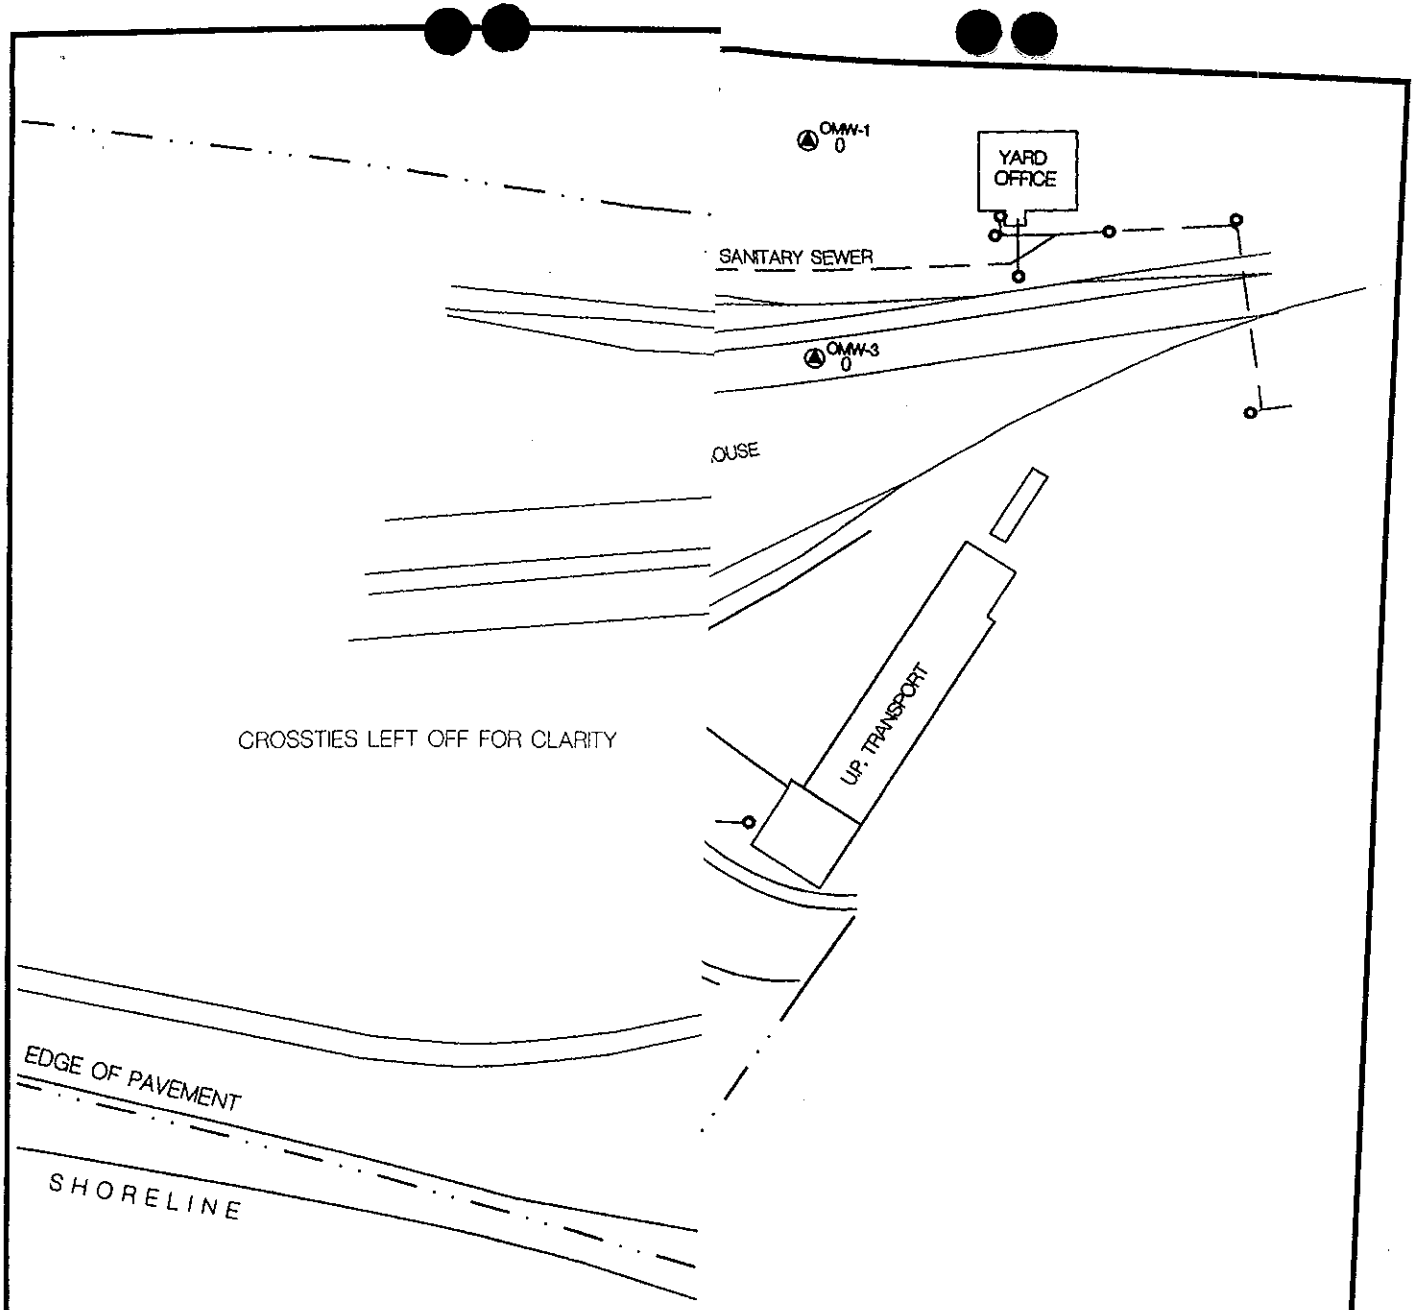 OMW-1
0
YARD
OFFICE
SANITARY SEWER
OMW-3
0
OUSE
U.P. TRANSPORT
CROSSTIES LEFT OFF FOR CLARITY
EDGE OF PAVEMENT
SHORELINE